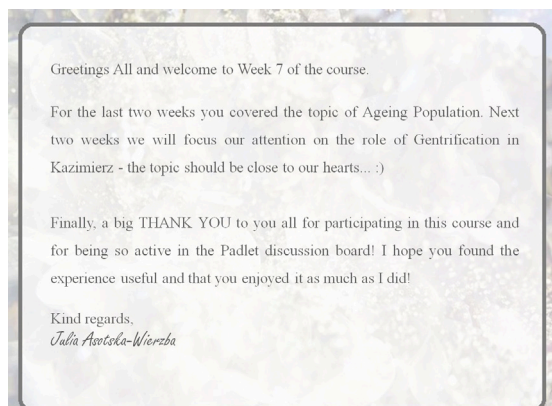 Greetings All and welcome to Week 7 of the course.
For the last two weeks you covered the topic of Ageing Population. Next
two weeks we will focus our attention on the role of Gentrification in
Kazimierz - the topic should be close to our hearts... :)
Finally, a big THANK YOU to you all for participating in this course and
for being so active in the Padlet discussion board! I hope you found the
experience useful and that you enjoyed it as much as I did!
Kind regards,
Julia Asotska-Wierzba